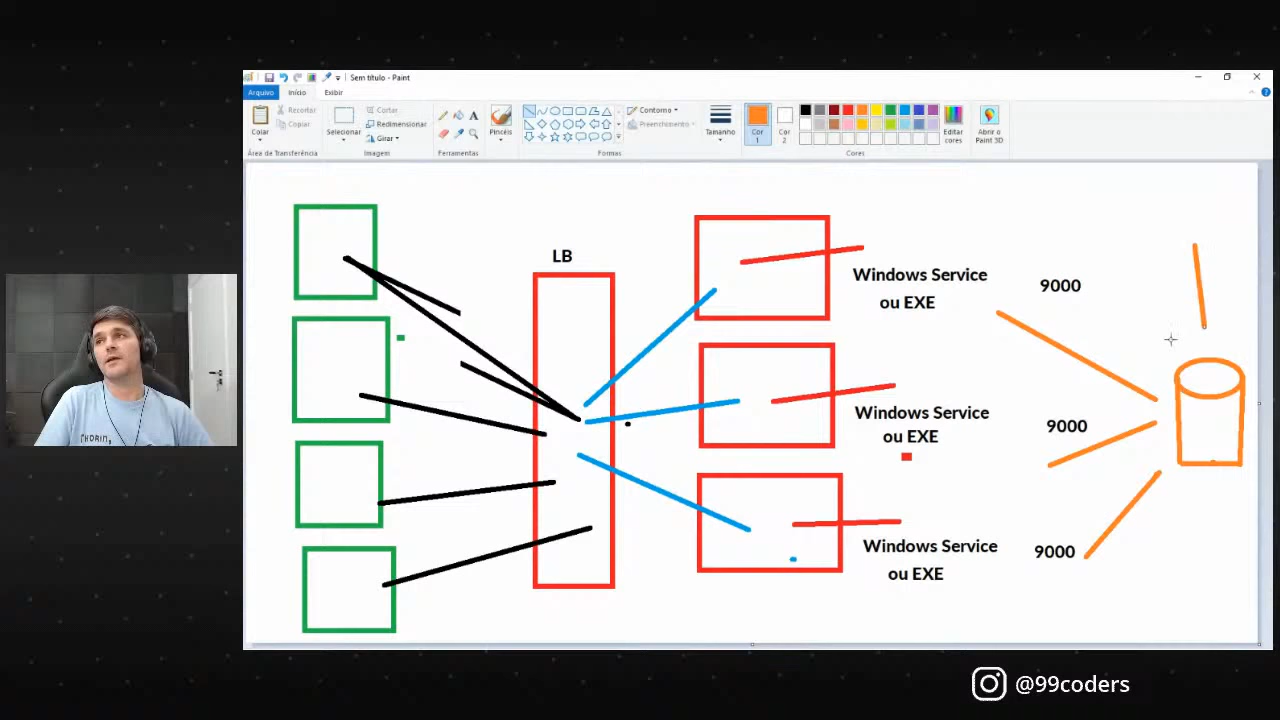 Sem título - Paint
Arquivo
Início
Exibir
Colar
Recortar
Copiar
Área de Transferência
Selecionar
Cortar
Redimensionar
Girar
Imagem
Ferramentas
Pincéis
Contorno
Preenchimento
Formas
Tamanho
Cor
1
Cor
2
Editar
cores
Abrir o
Paint 3D
Cores
LB
Windows Service
ou EXE
9000
Windows Service
ou EXE
9000
Windows Service
ou EXE
9000
@99coders